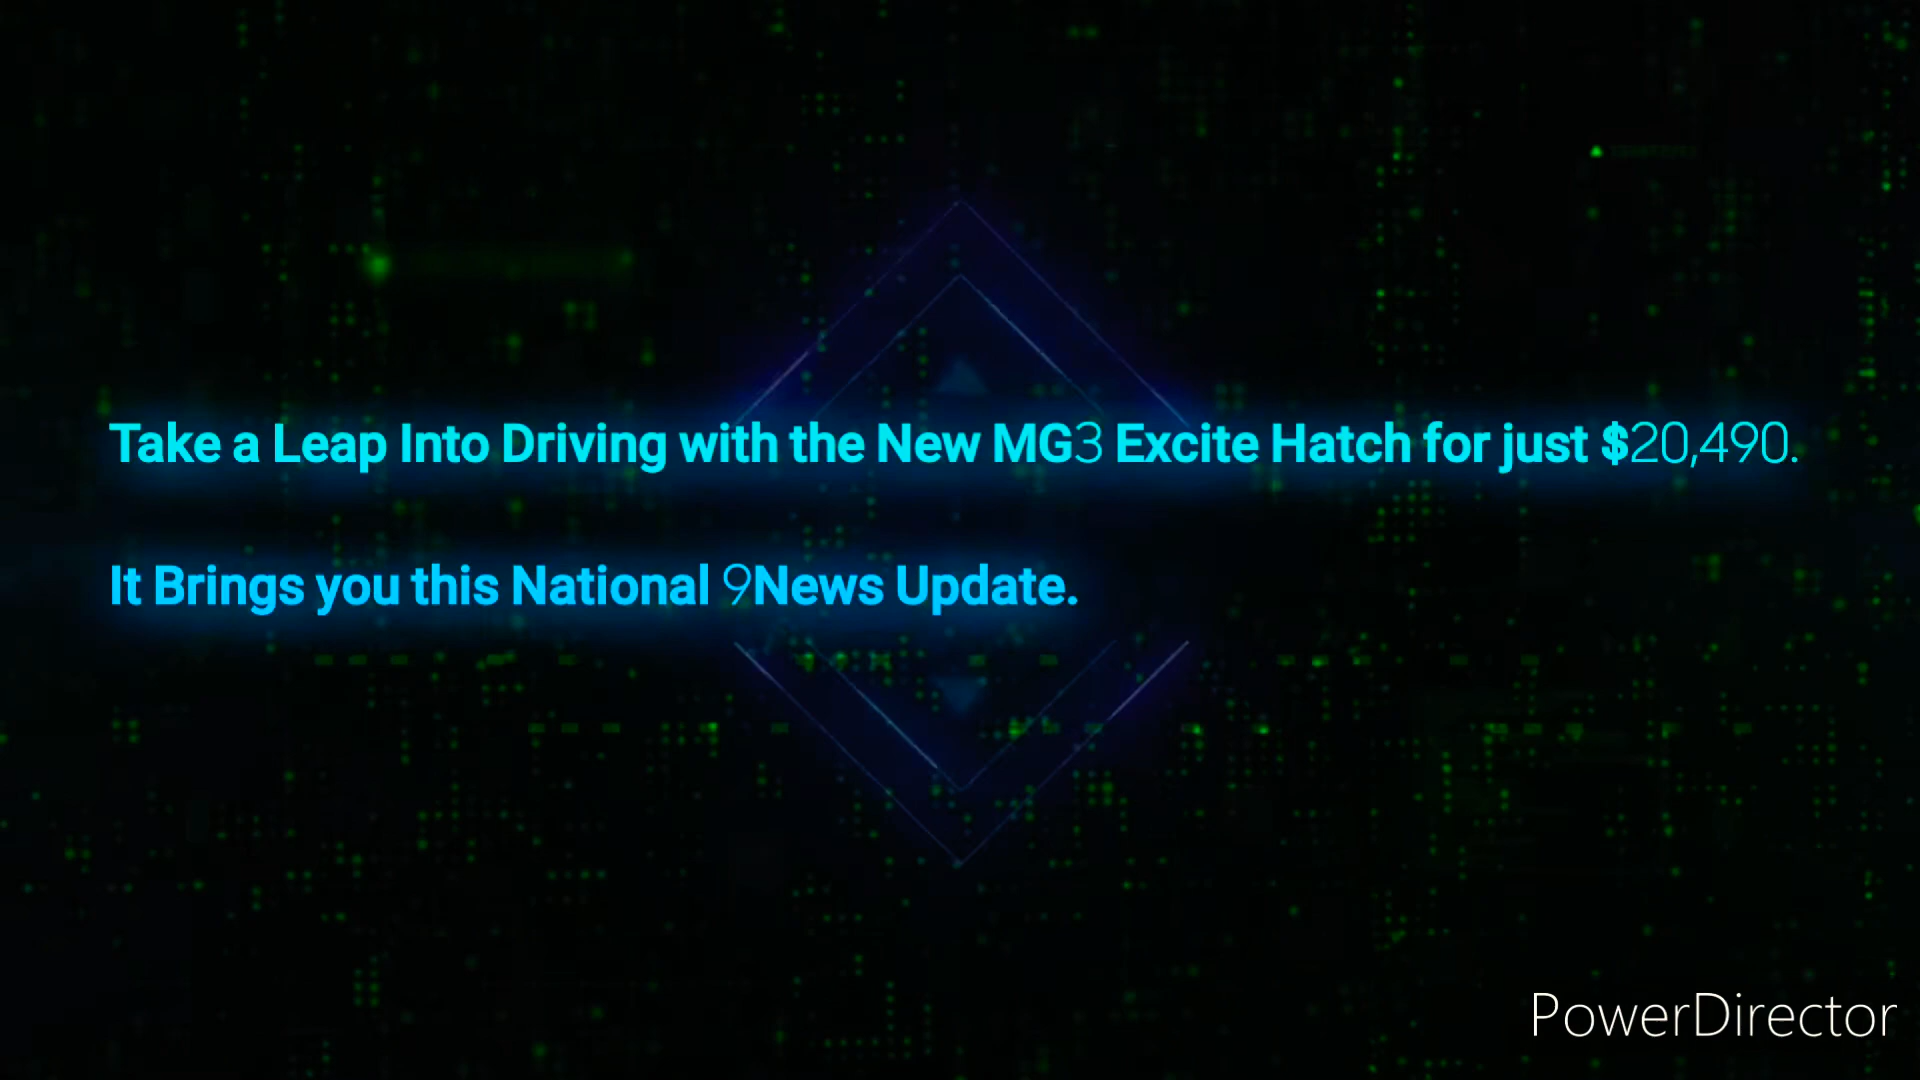 Take a Leap Into Driving with the New MG3 Excite Hatch for just $20,490.
It Brings you this National 9News Update.
PowerDirector